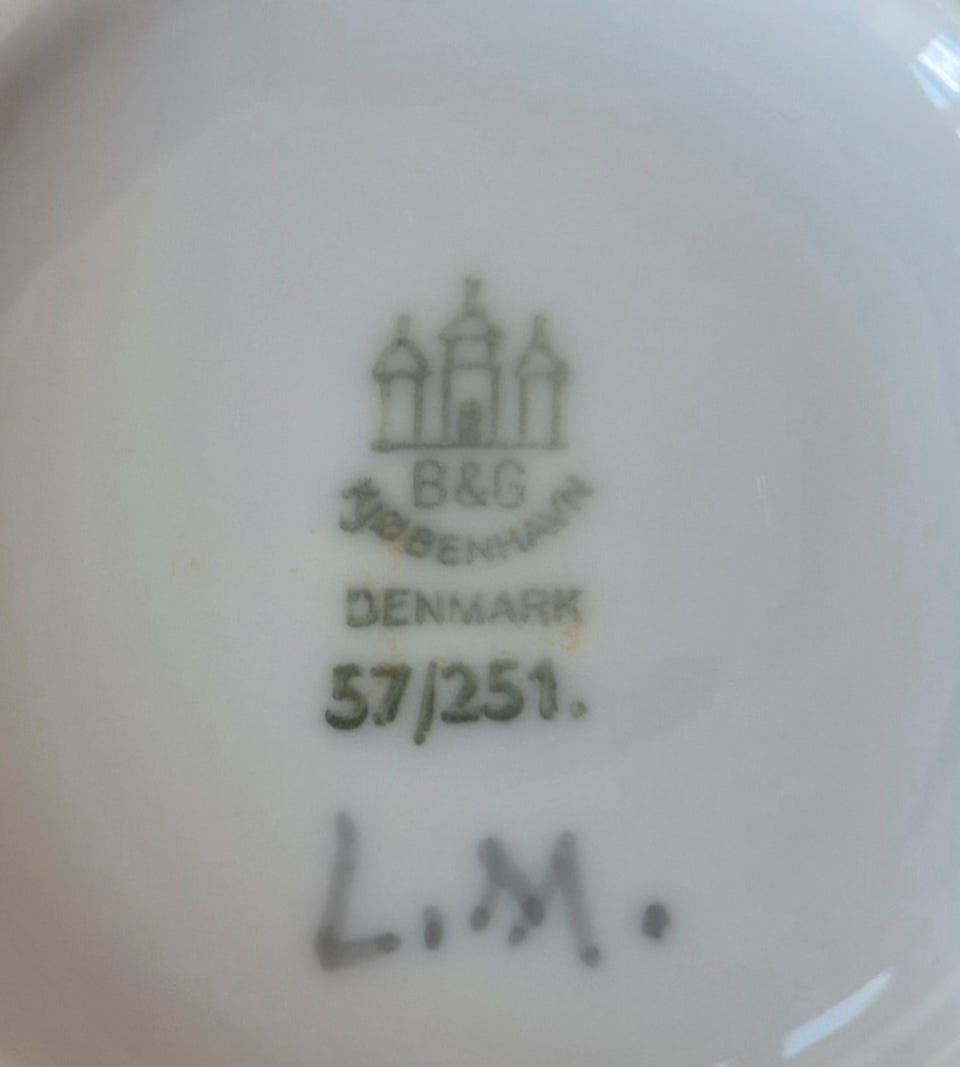 B&G
KJØBENHAVN
DENMARK
57/251.
L.M.